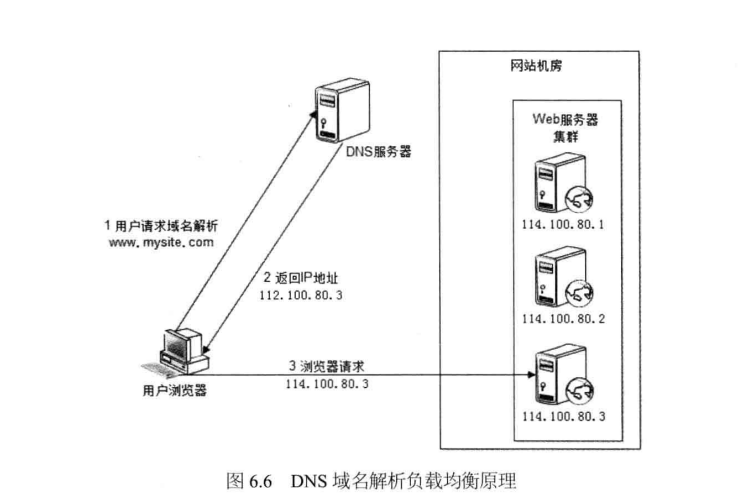 网站机房
Web服务器
集群
DNS服务器
114.100.80.1
1 用户请求域名解析
www.mysite.com
2 返回IP地址
112.100.80.3
114.100.80.2
3 浏览器请求
114.100.80.3
用户浏览器
114.100.80.3
图 6.6 DNS 域名解析负载均衡原理